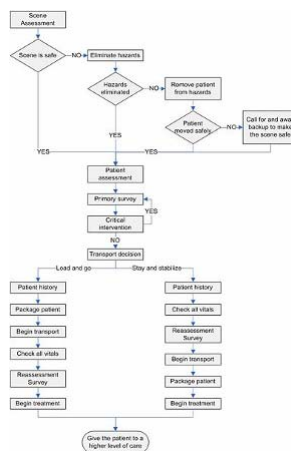 Scene
Assessment
Scene is safe
NO
Eliminate hazards
Hazards
eliminated
NO
Remove patient
from hazards
Patient
moved safely
NO
Call for and awa
backup to make
the scene safe
YES
YES
YES
YES
Patient
assessment
Primary survey
YES
Critical
intervention
NO
Transport decision
Load and go
Stay and stabilize
Patient history
Package patient
Begin transport
Check all vitals
Reassessment
Survey
Begin treatment
Patient history
Check all vitals
Reassessment
Survey
Begin transport
Package patient
Begin treatment
Give the patient to a
higher level of care